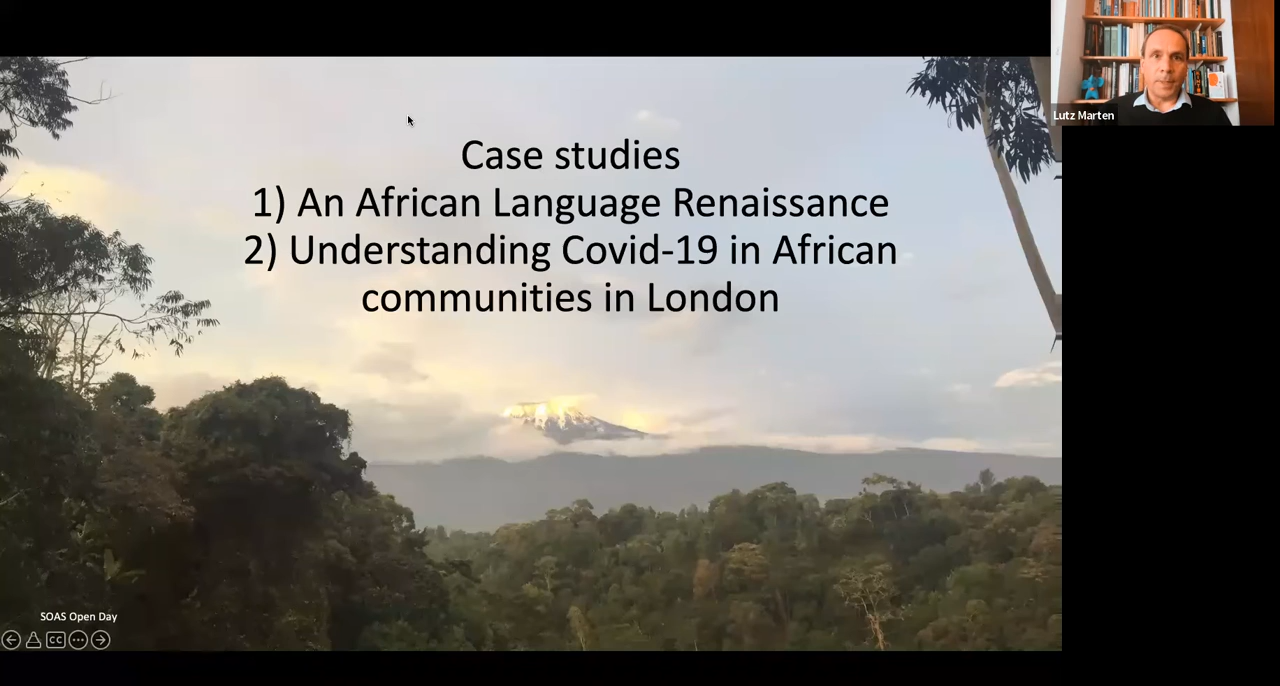 Case studies
1) An African Language Renaissance
2) Understanding Covid-19 in African
communities in London
Lutz Marten
SOAS Open Day
CC